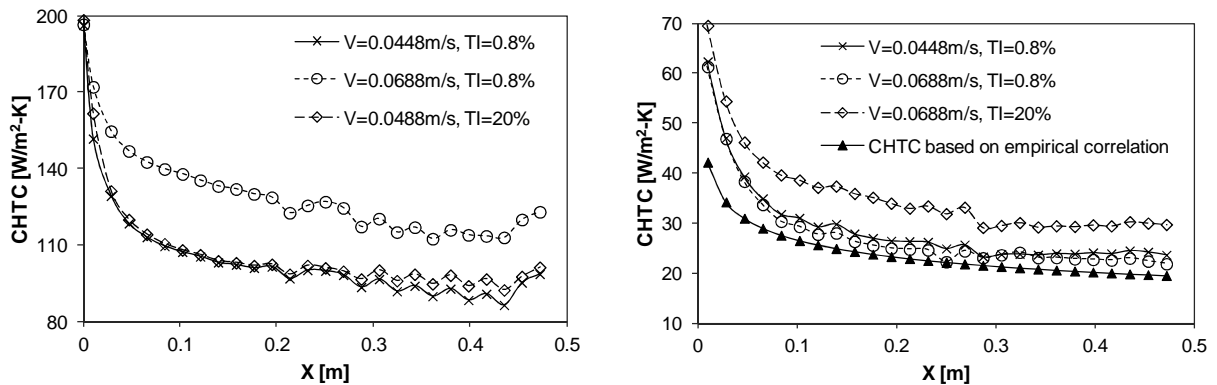 200
170
140
110
80
CHTC [W/m²-K]
V=0.0448m/s, TI=0.8%
V=0.0688m/s, TI=0.8%
V=0.0488m/s, TI=20%
0
0.1
0.2
0.3
0.4
0.5
X [m]
70
60
50
40
30
20
10
CHTC [W/m²-K]
V=0.0448m/s, TI=0.8%
V=0.0688m/s, TI=0.8%
V=0.0688m/s, TI=20%
CHTC based on empirical correlation
0
0.1
0.2
0.3
0.4
0.5
X [m]